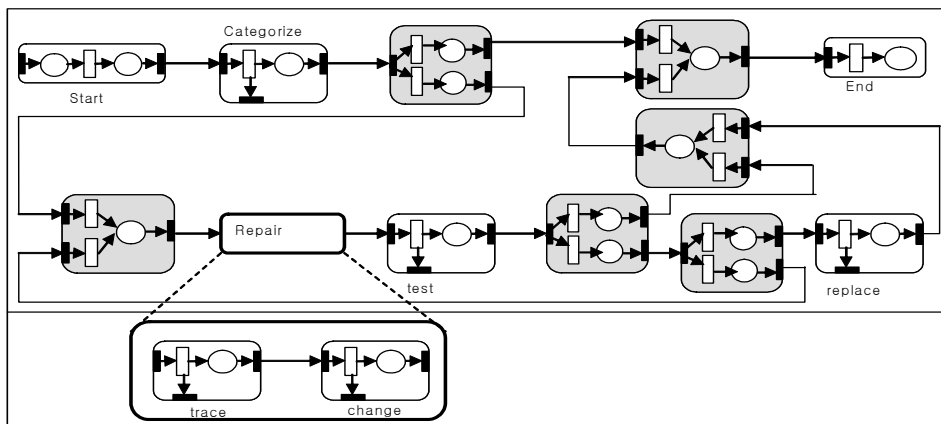 Categorize
Start
End
Repair
test
replace
trace
change